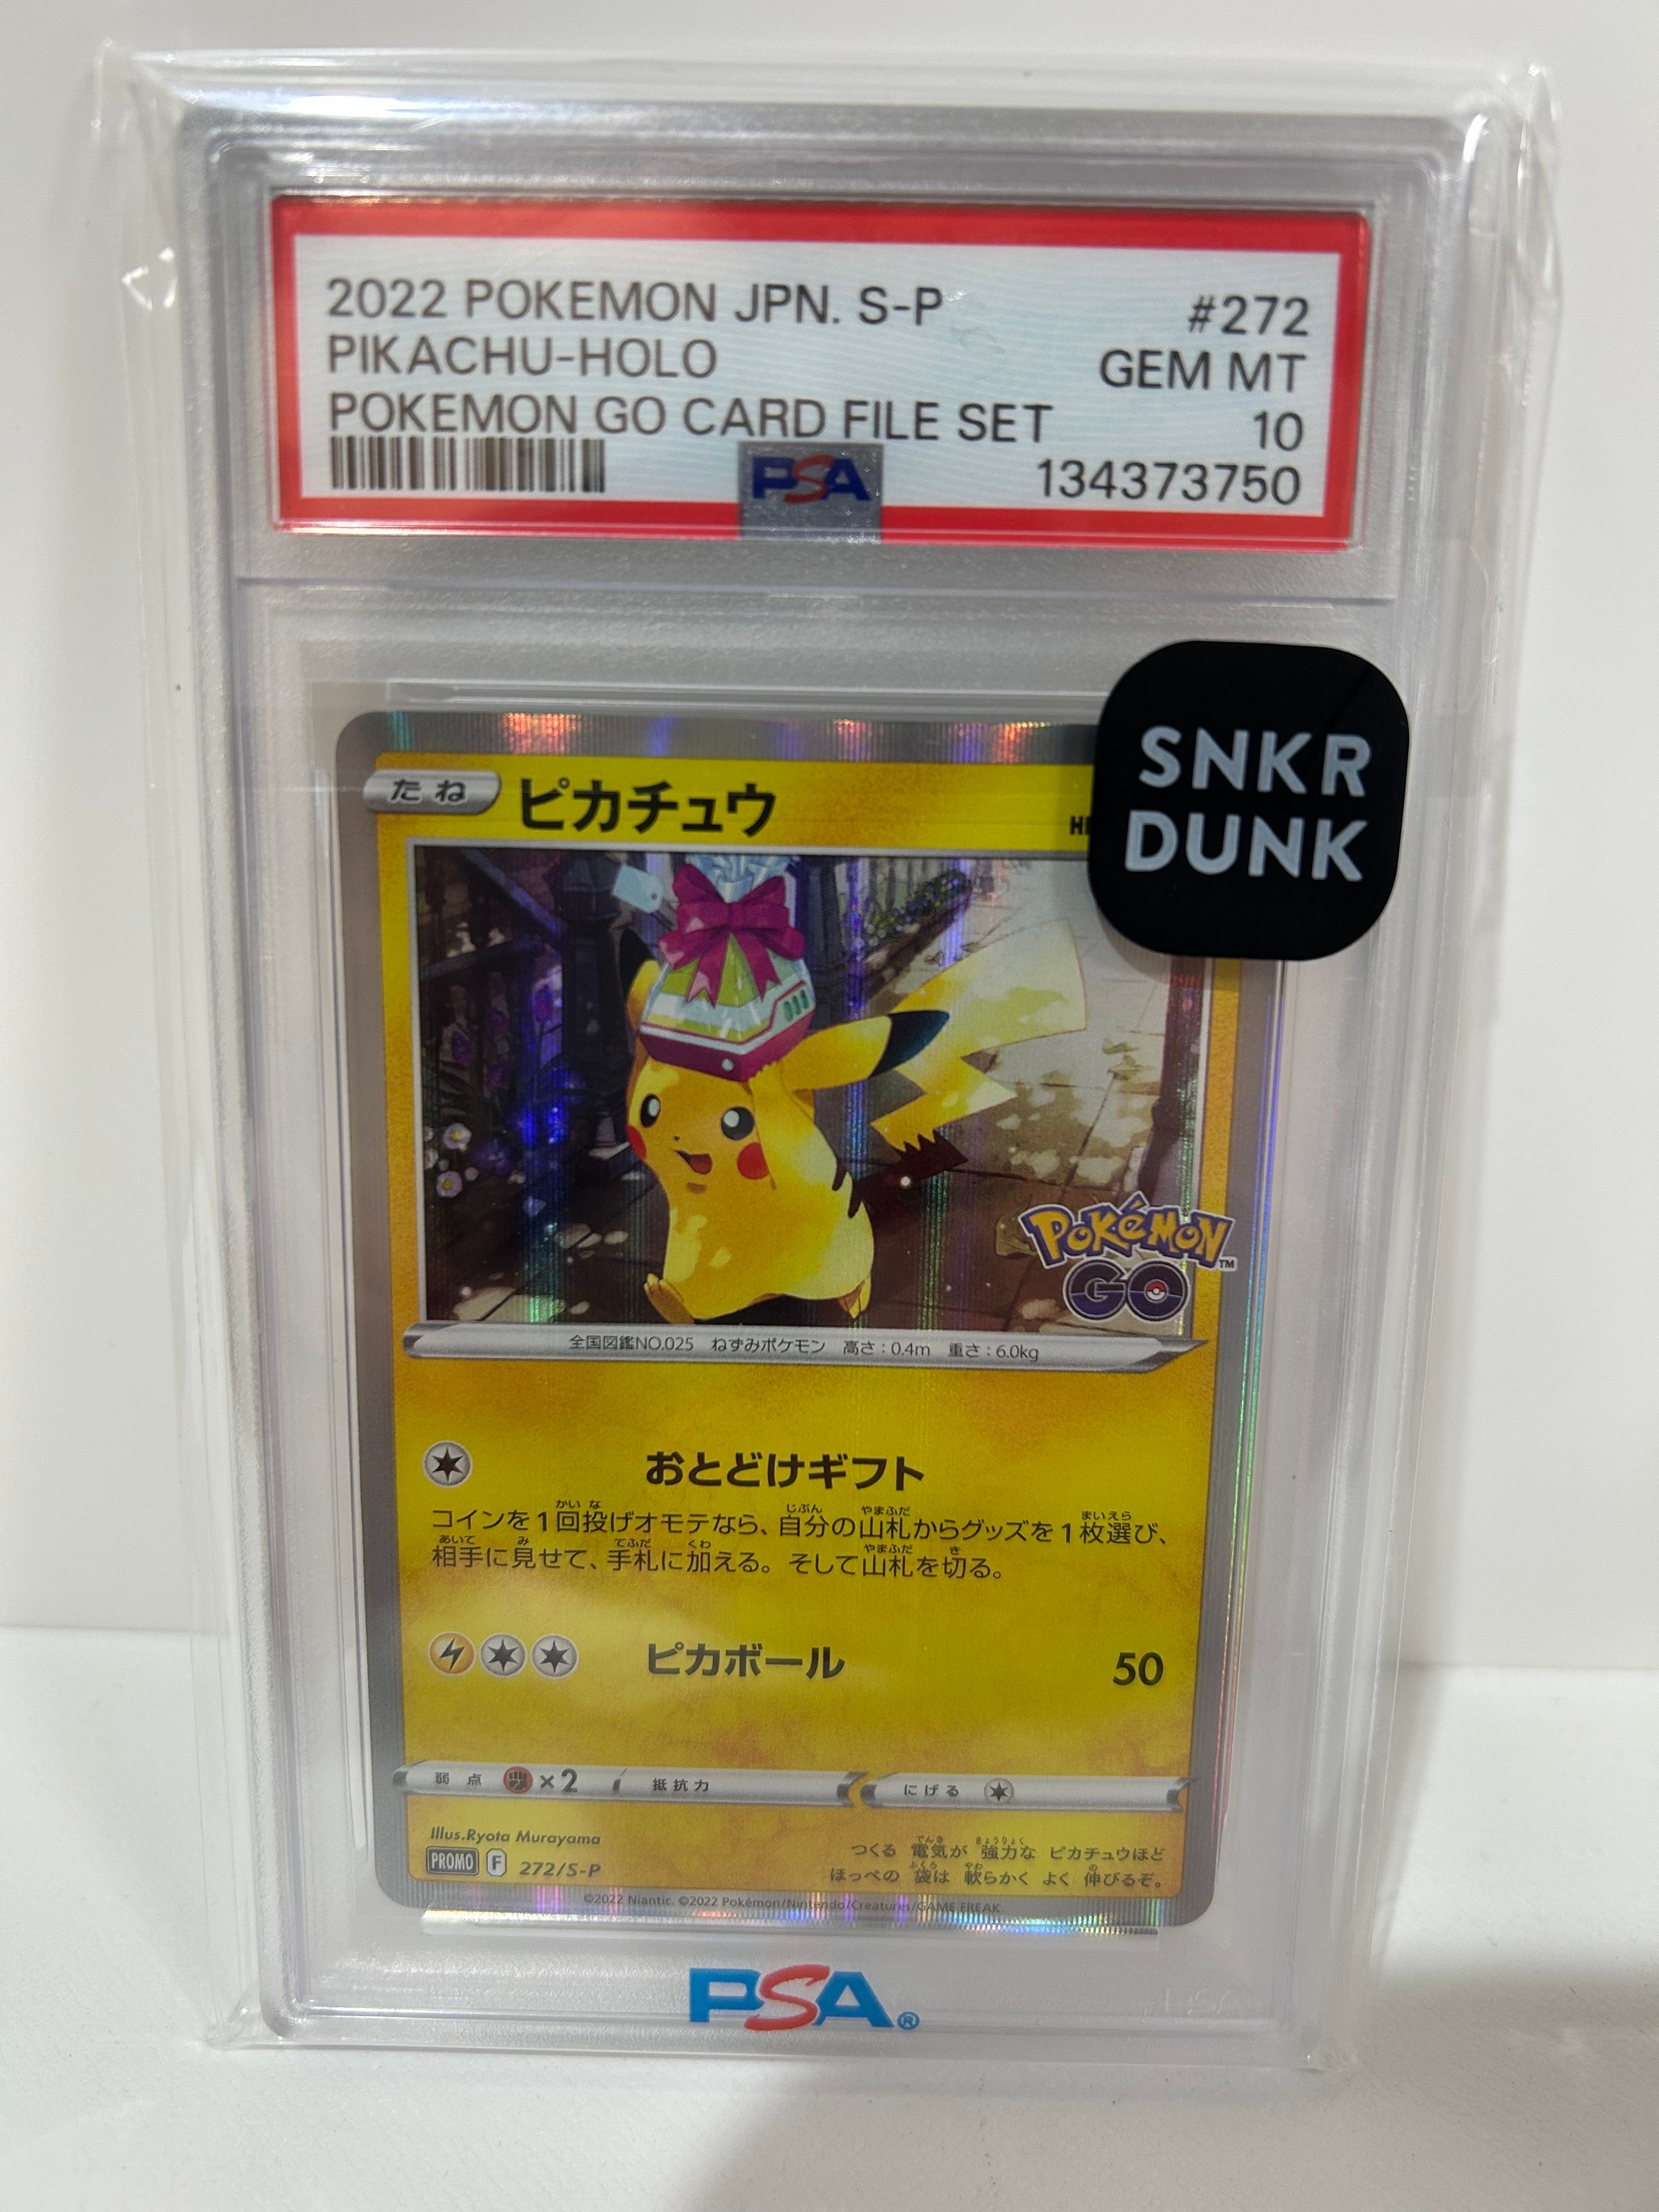 2022 POKEMON JPN. S-P #272
PIKACHU-HOLO GEM MT
POKEMON GO CARD FILE SET 10
PSA 134373750
SNKR
DUNK
たね ピカチュウ
POKéMON™
GO
全国図鑑NO.025 ねずみポケモン 高さ:0.4m 重さ:6.0kg
おとどけギフト
コインを1回投げオモテなら、自分の山札からグッズを1枚選び、
相手に見せて、手札に加える。そして山札を切る。
ピカボール 50
弱点 ×2 抵抗力 にげる
Illus.Ryota Murayama
PROMO F 272/S-P
つくる 電気が 強力な ピカチュウほど
ほっぺの 袋は 軟らかく よく 伸びるぞ。
©2022 Niantic. ©2022 Pokémon/Nintendo/Creatures/GAME FREAK.
PSA®